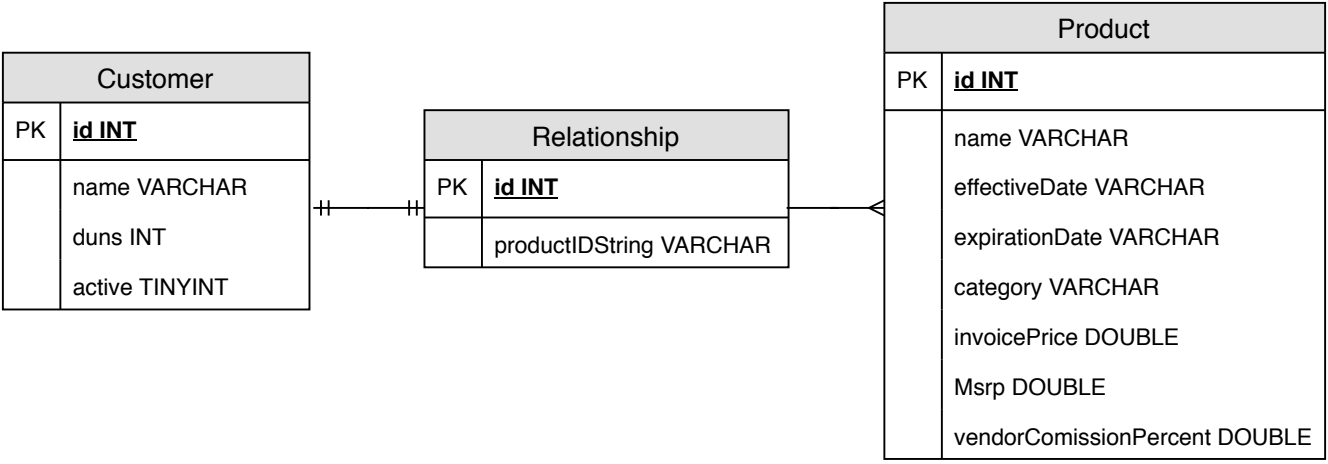 Customer
PK id INT
name VARCHAR
duns INT
active TINYINT
Relationship
PK id INT
productIDString VARCHAR
Product
PK id INT
name VARCHAR
effectiveDate VARCHAR
expirationDate VARCHAR
category VARCHAR
invoicePrice DOUBLE
Msrp DOUBLE
vendorComissionPercent DOUBLE